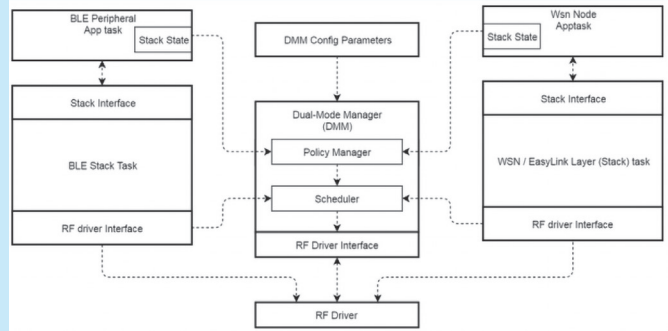 BLE Peripheral
App task
Stack State
DMM Config Parameters
Wsn Node
Apptask
Stack State
Stack Interface
BLE Stack Task
RF driver Interface
Dual-Mode Manager
(DMM)
Policy Manager
Scheduler
RF Driver Interface
Stack Interface
WSN / EasyLink Layer (Stack) task
RF driver Interface
RF Driver